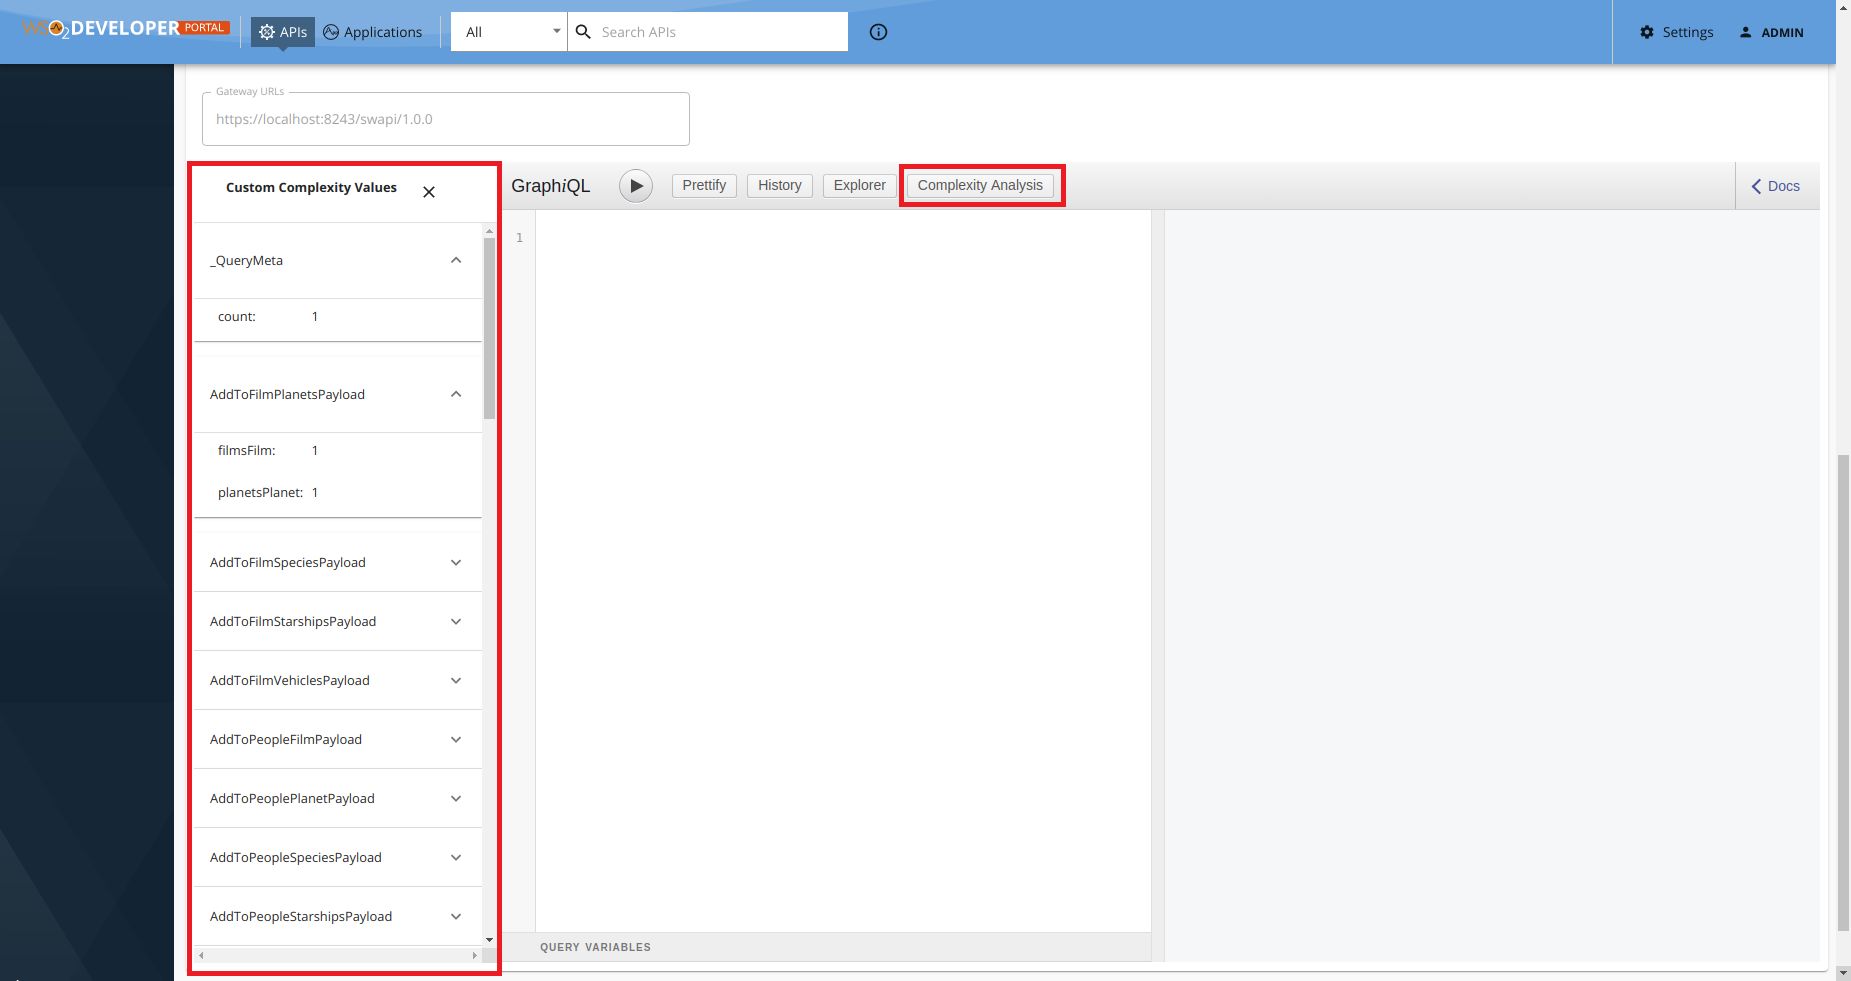 WSO2 DEVELOPER PORTAL
APIs
Applications
All
Search APIs
Settings
ADMIN
Gateway URLs
https://localhost:8243/swapi/1.0.0
Custom Complexity Values
GraphiQL
Prettify
History
Explorer
Complexity Analysis
Docs
1
_QueryMeta
count: 1
AddToFilmPlanetsPayload
filmsFilm: 1
planetsPlanet: 1
AddToFilmSpeciesPayload
AddToFilmStarshipsPayload
AddToFilmVehiclesPayload
AddToPeopleFilmPayload
AddToPeoplePlanetPayload
AddToPeopleSpeciesPayload
AddToPeopleStarshipsPayload
QUERY VARIABLES